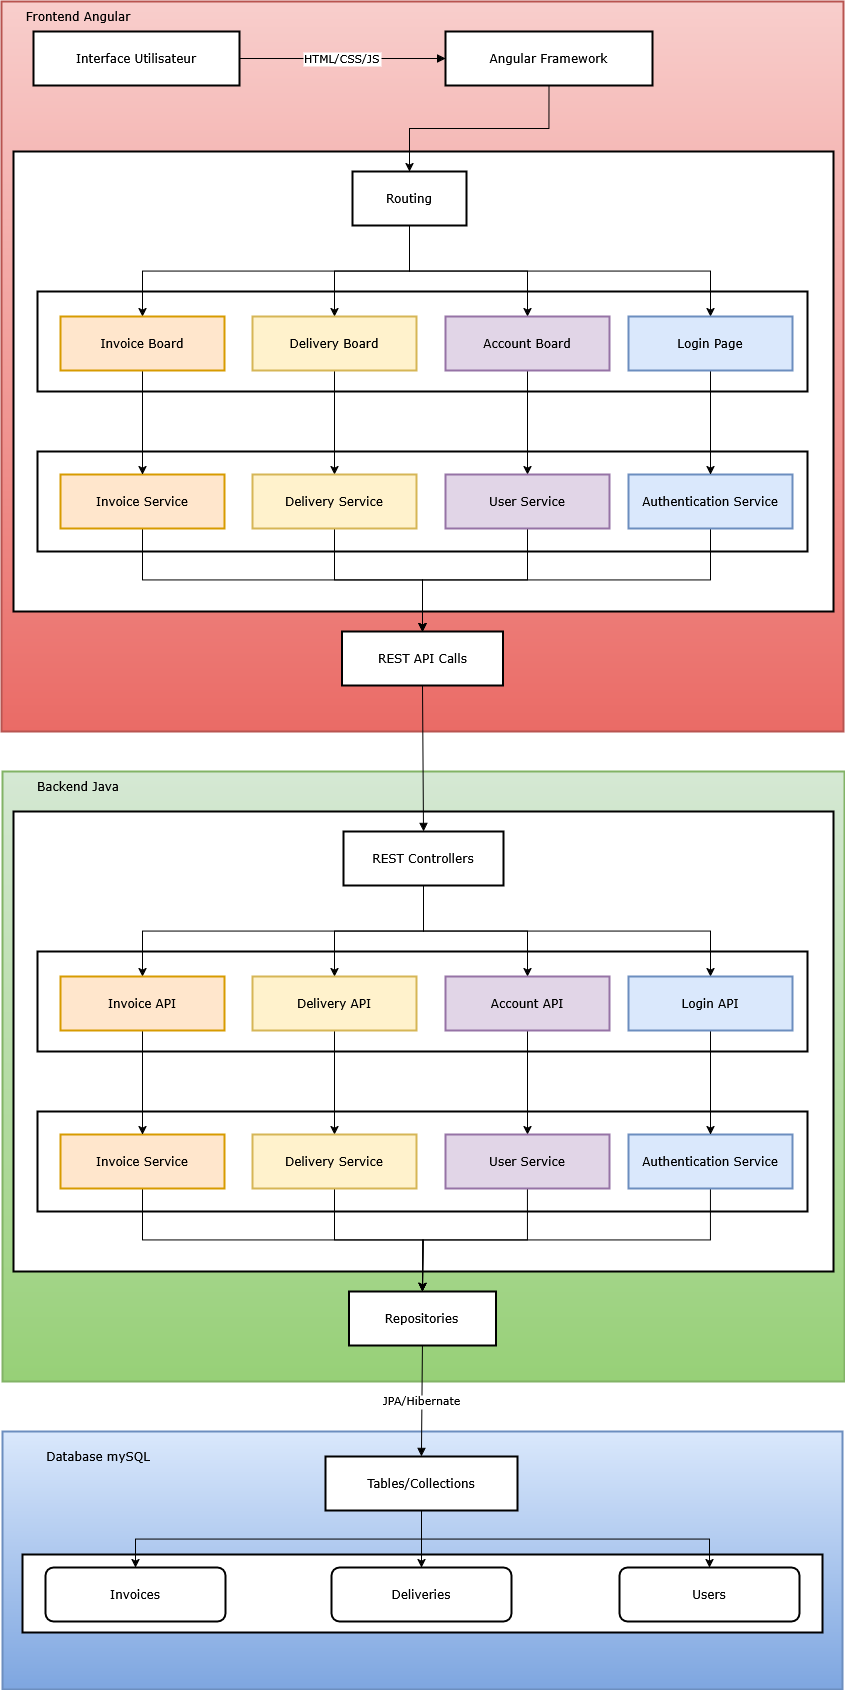 Frontend Angular
Interface Utilisateur
HTML/CSS/JS
Angular Framework
Routing
Invoice Board
Delivery Board
Account Board
Login Page
Invoice Service
Delivery Service
User Service
Authentication Service
REST API Calls
Backend Java
REST Controllers
Invoice API
Delivery API
Account API
Login API
Invoice Service
Delivery Service
User Service
Authentication Service
Repositories
JPA/Hibernate
Database mySQL
Tables/Collections
Invoices
Deliveries
Users